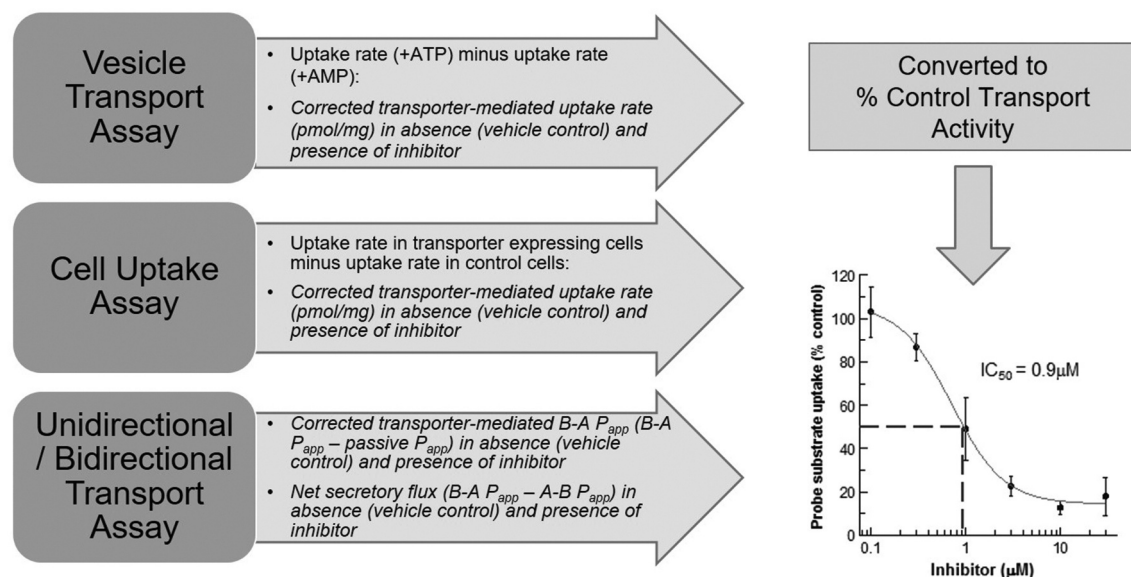 Vesicle
Transport
Assay
• Uptake rate (+ATP) minus uptake rate
(+AMP):
• Corrected transporter-mediated uptake rate
(pmol/mg) in absence (vehicle control) and
presence of inhibitor
Cell Uptake
Assay
• Uptake rate in transporter expressing cells
minus uptake rate in control cells:
• Corrected transporter-mediated uptake rate
(pmol/mg) in absence (vehicle control) and
presence of inhibitor
Unidirectional
/ Bidirectional
Transport
Assay
• Corrected transporter-mediated B-A Papp (B-A
Papp – passive Papp) in absence (vehicle
control) and presence of inhibitor
• Net secretory flux (B-A Papp – A-B Papp) in
absence (vehicle control) and presence of
inhibitor
Converted to
% Control Transport
Activity
Probe substrate uptake (% control)
120
100
80
60
40
20
0
IC50 = 0.9µM
0.1 1 10
Inhibitor (µM)